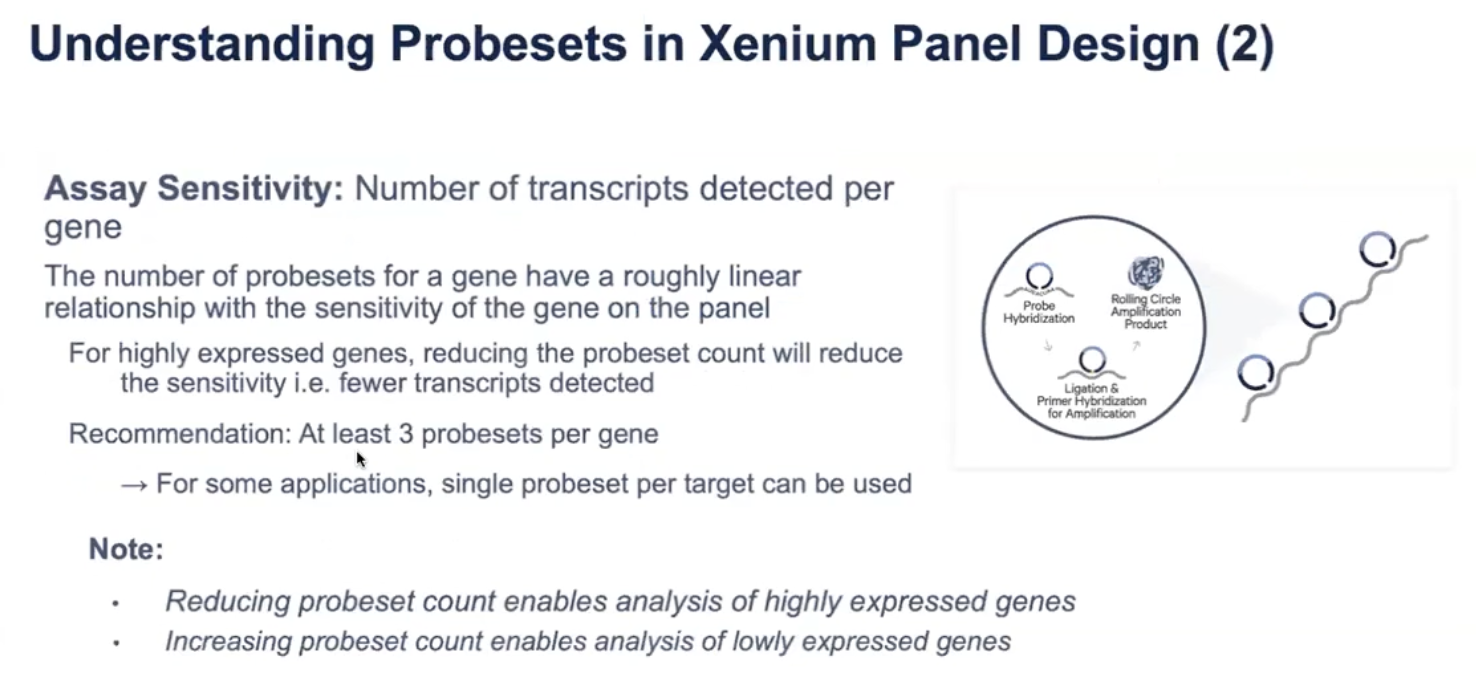 Understanding Probesets in Xenium Panel Design (2)
Assay Sensitivity: Number of transcripts detected per
gene
The number of probesets for a gene have a roughly linear
relationship with the sensitivity of the gene on the panel
For highly expressed genes, reducing the probeset count will reduce
the sensitivity i.e. fewer transcripts detected
Recommendation: At least 3 probesets per gene
→ For some applications, single probeset per target can be used
Note:
· Reducing probeset count enables analysis of highly expressed genes
· Increasing probeset count enables analysis of lowly expressed genes
Probe
Hybridization
Rolling Circle
Amplification
Product
Ligation &
Primer Hybridization
for Amplification